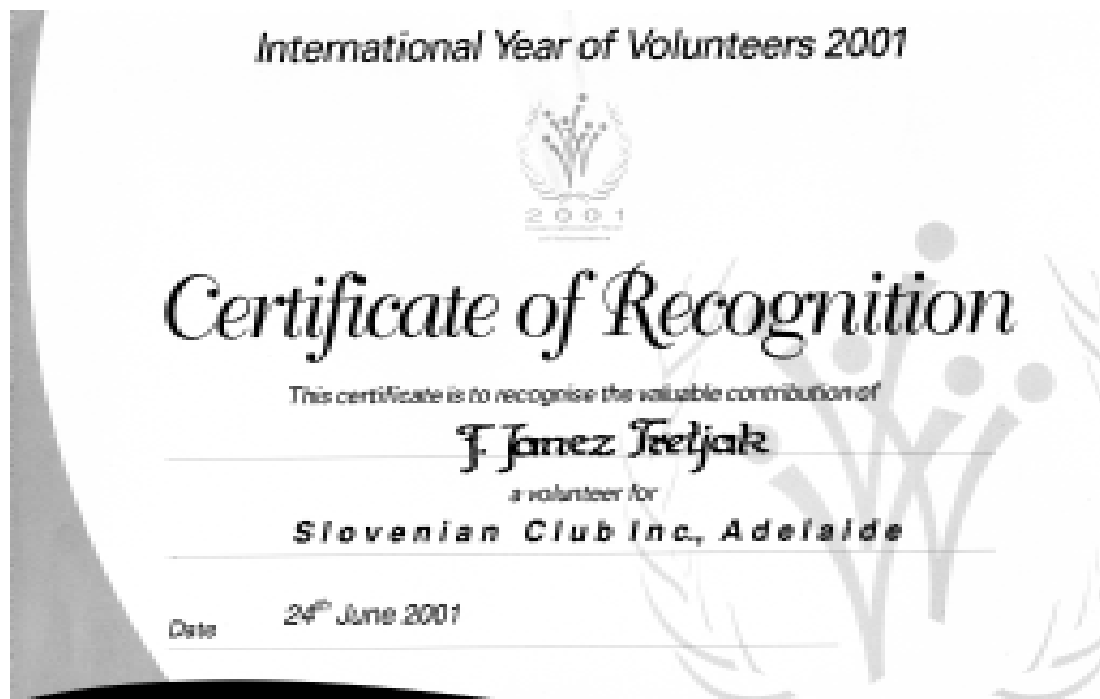 International Year of Volunteers 2001
2001
Certificate of Recognition
This certificate is to recognise the valuable contribution of
J. Janez
a volunteer for
Slovenian Club Inc., Adelaide
24th June 2001
Date